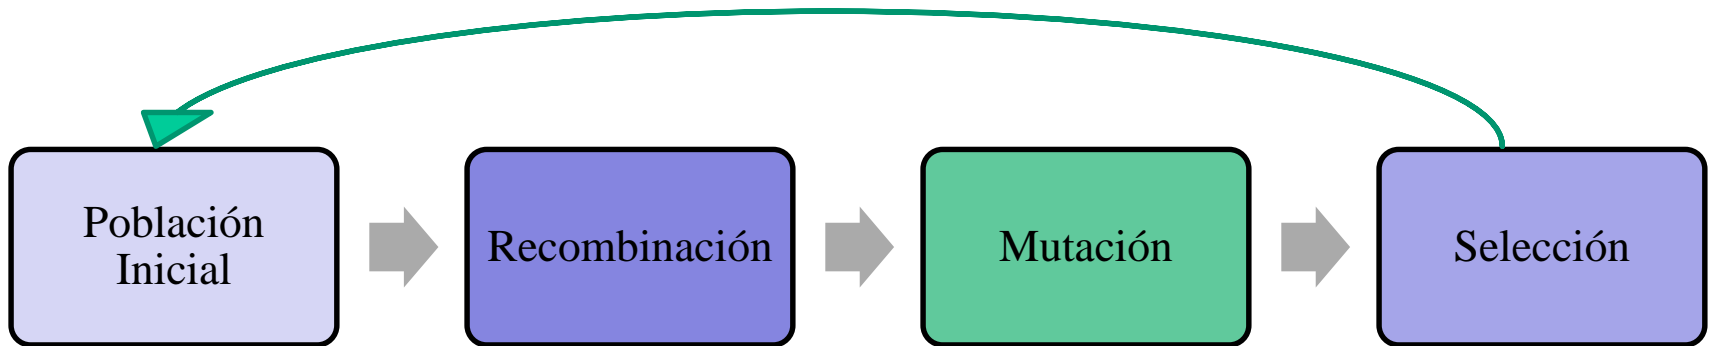 Población
Inicial
Recombinación
Mutación
Selección